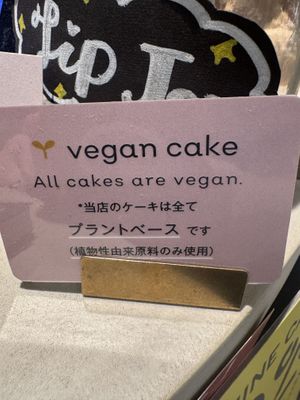 vegan cake
All cakes are vegan.
*当店のケーキは全て
プラントベース です
(植物性由来原料のみ使用)